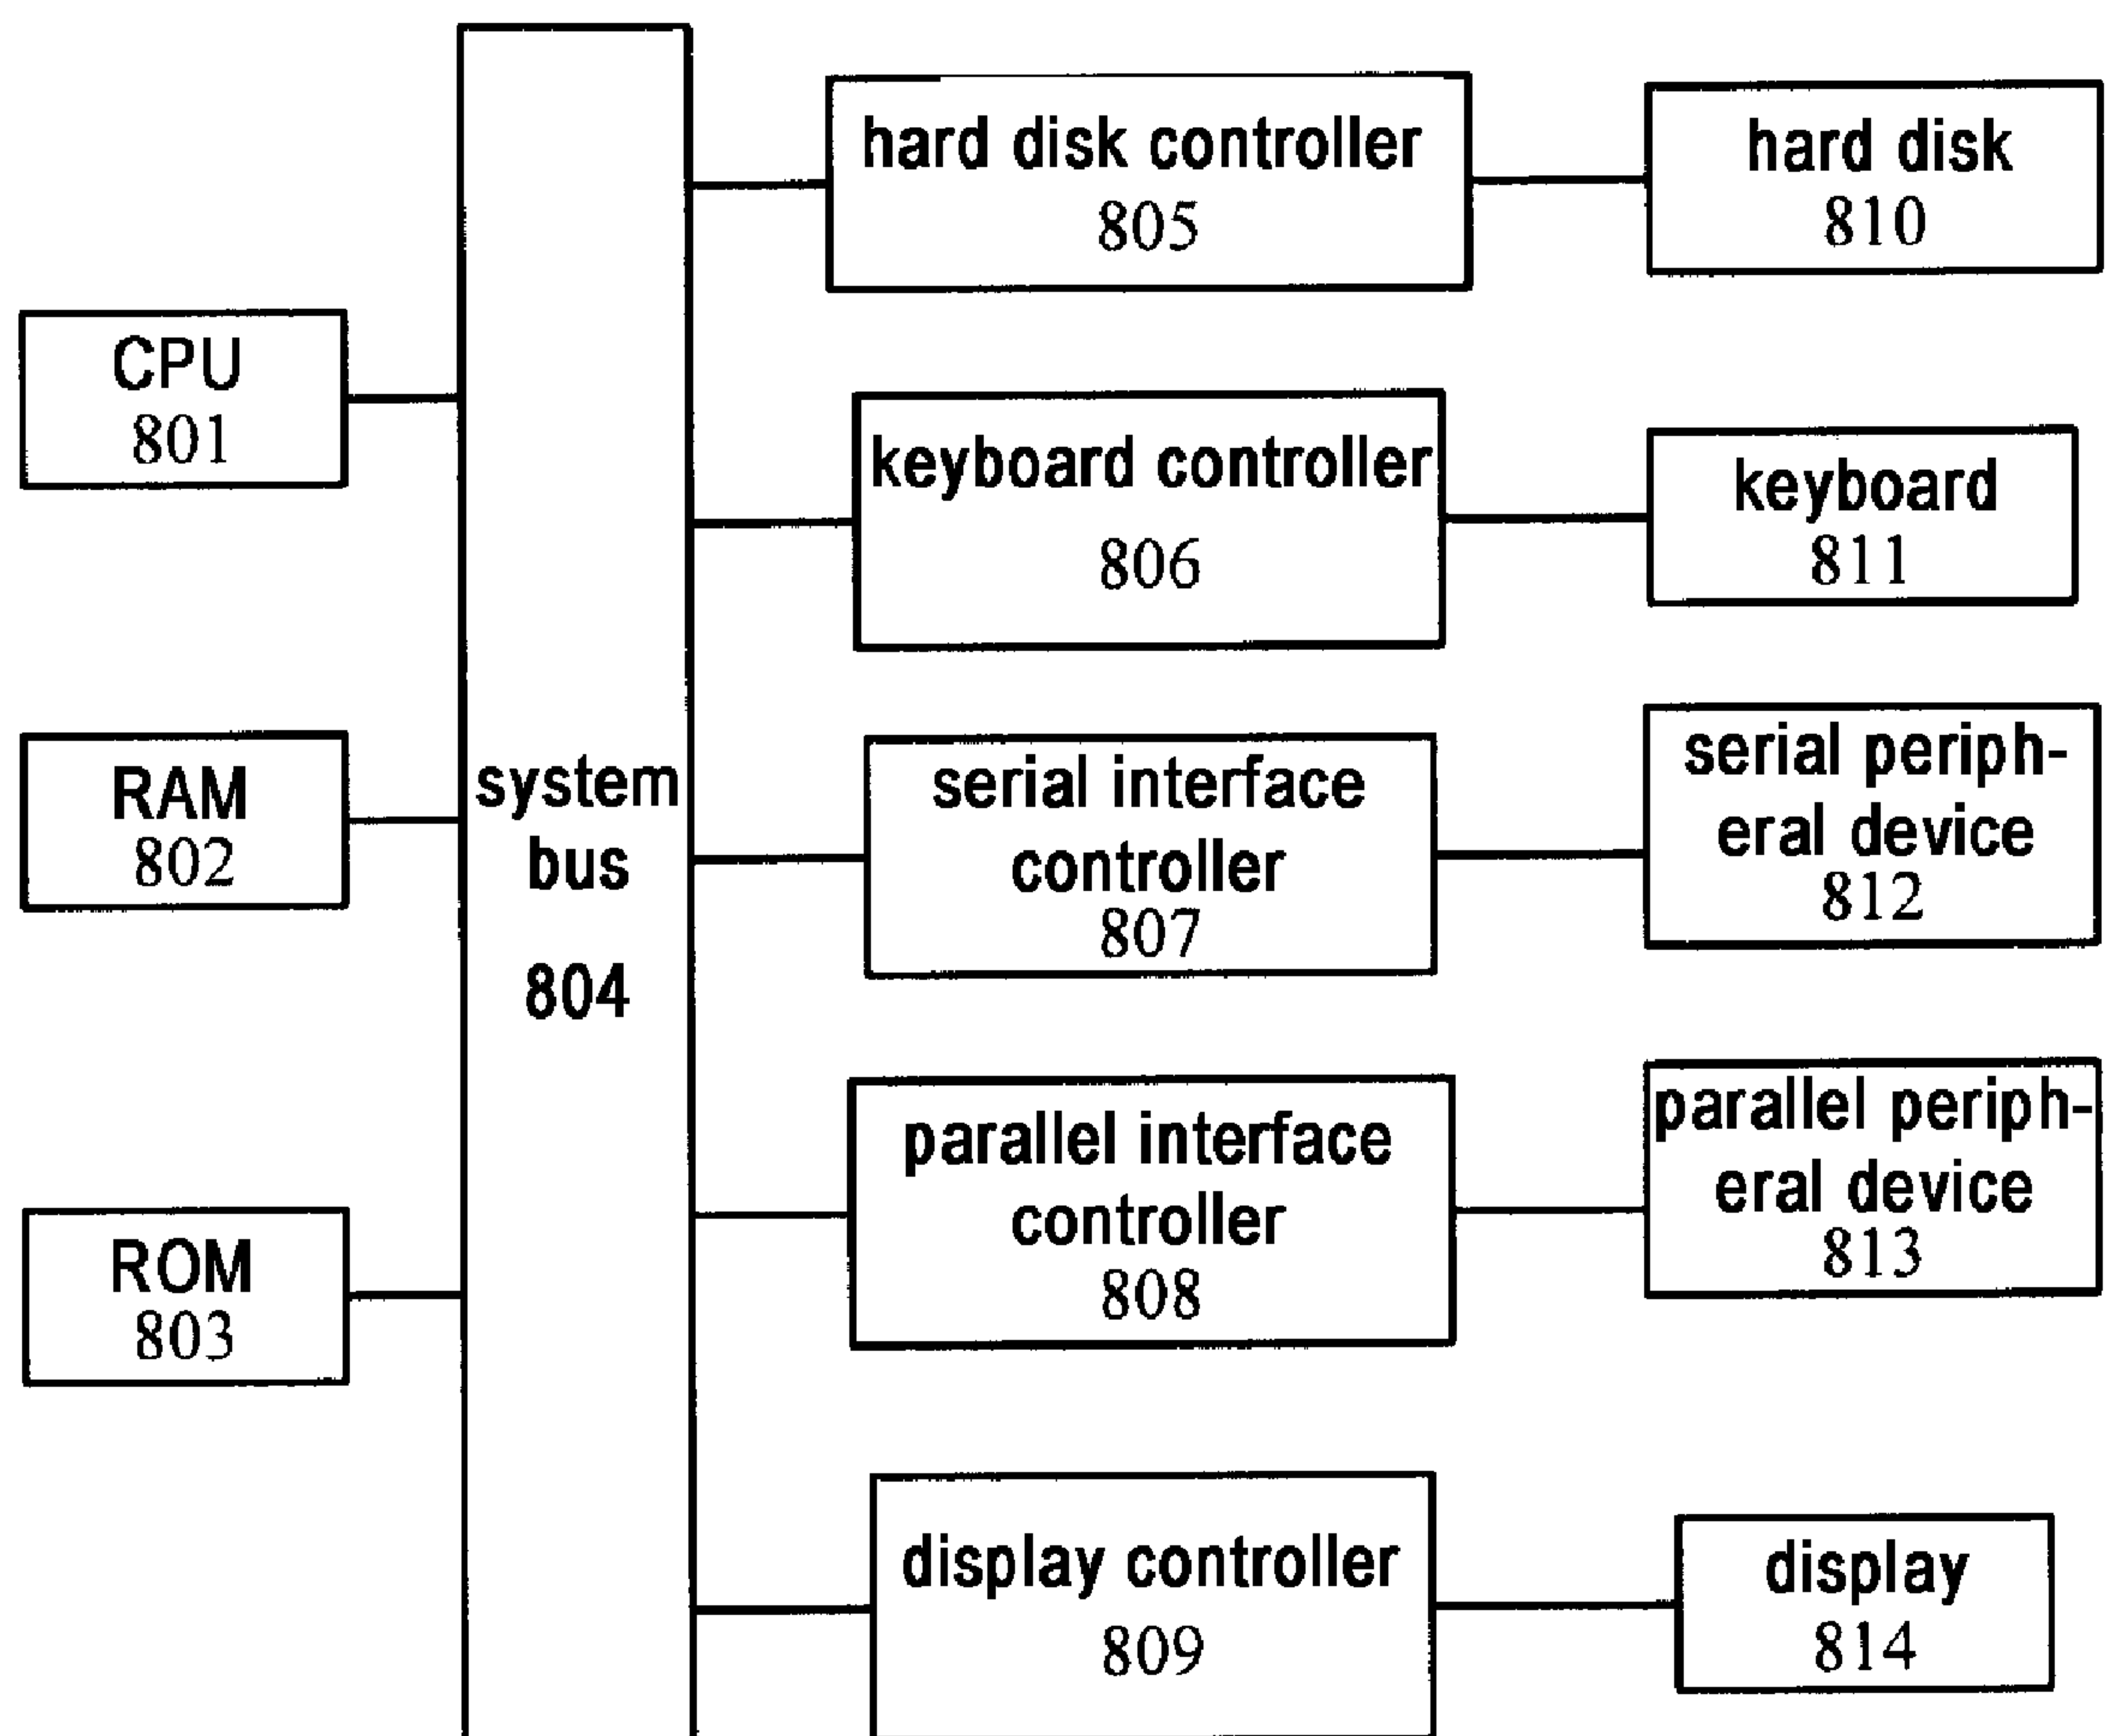 CPU
801
RAM
802
ROM
803
system
bus
804
hard disk controller
805
keyboard controller
806
serial interface
controller
807
parallel interface
controller
808
display controller
809
hard disk
810
keyboard
811
serial periph-
eral device
812
parallel periph-
eral device
813
display
814